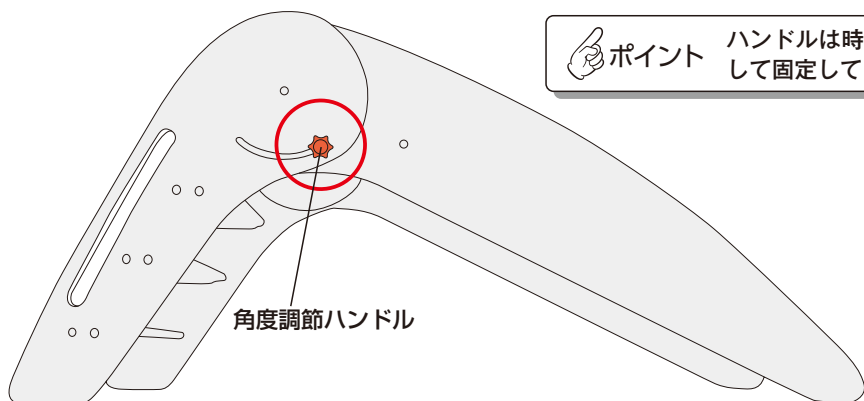 ポイント
ハンドルは時
して固定して
角度調節ハンドル